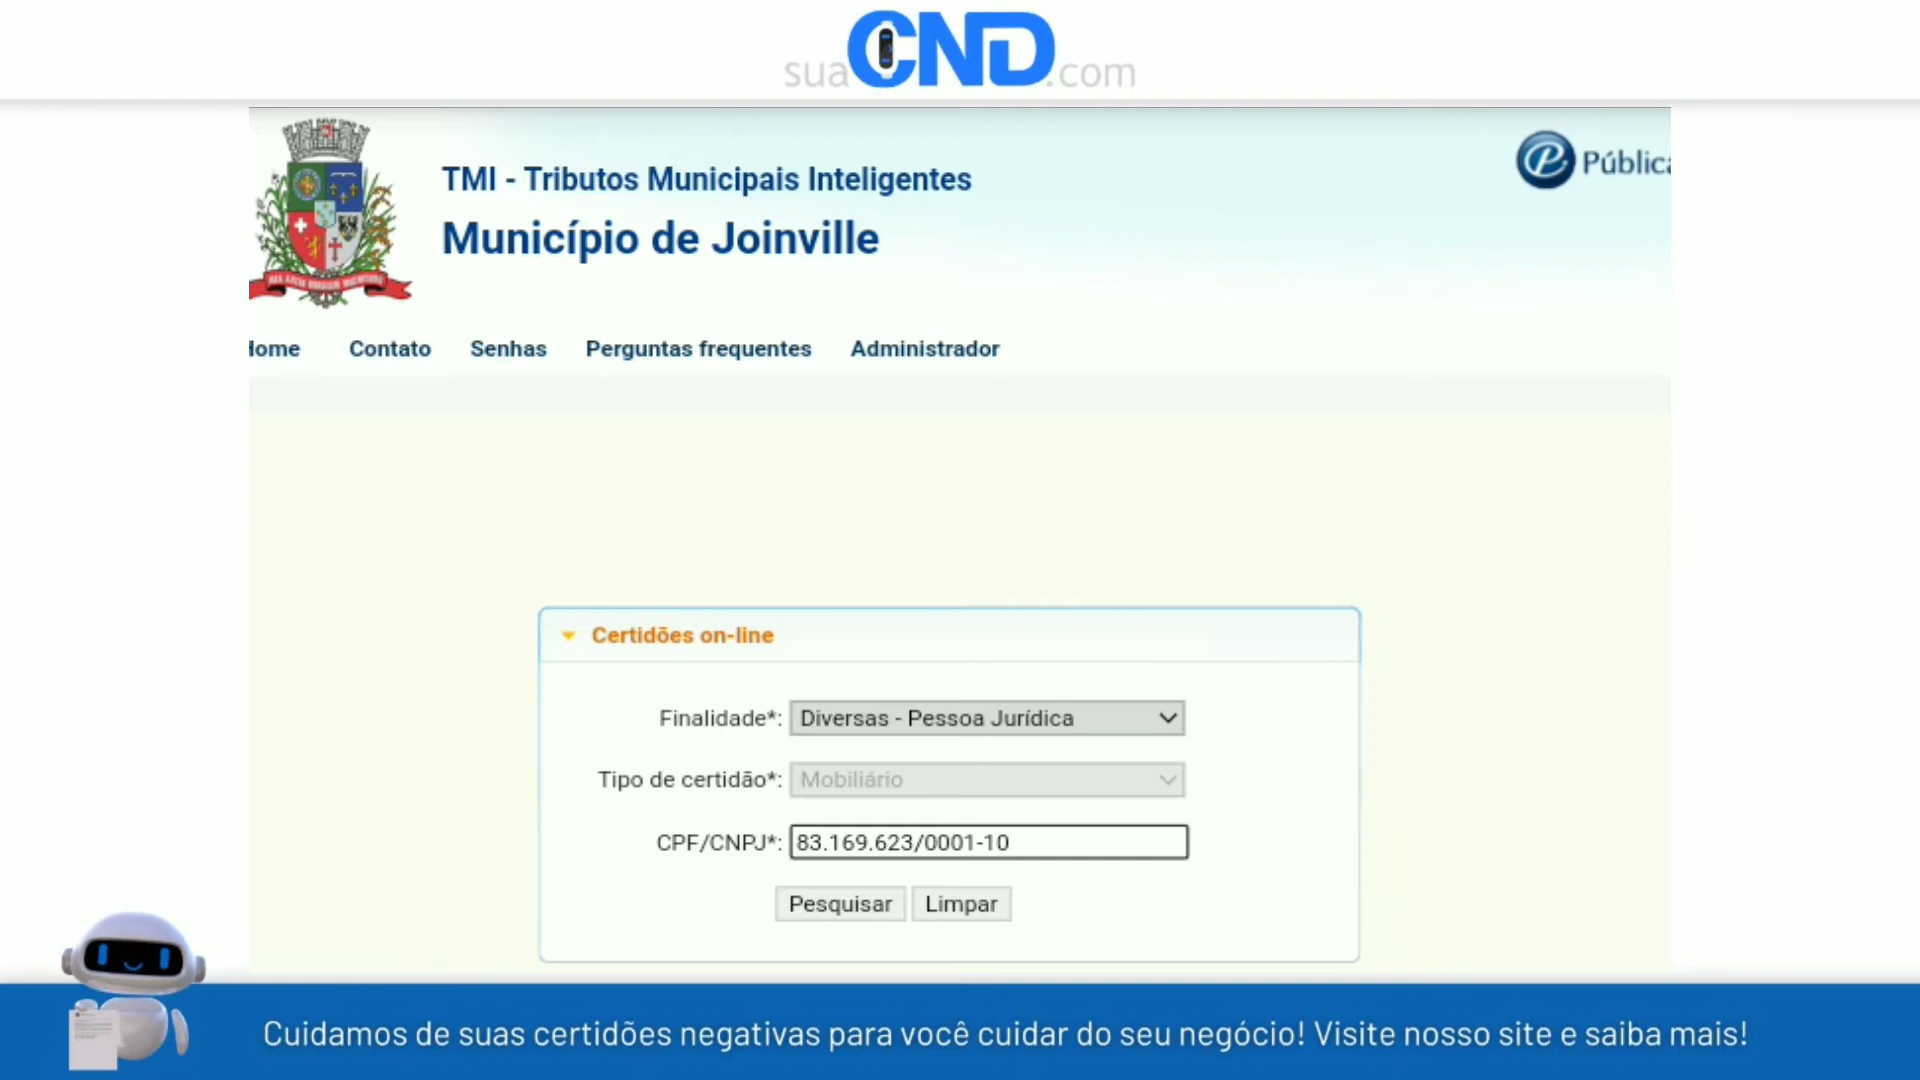 suaCND.com
TMI - Tributos Municipais Inteligentes
Pública
Município de Joinville
Home Contato Senhas Perguntas frequentes Administrador
Certidões on-line
Finalidade*: Diversas - Pessoa Jurídica
Tipo de certidão*: Mobiliário
CPF/CNPJ*: 83.169.623/0001-10
Pesquisar Limpar
Cuidamos de suas certidões negativas para você cuidar do seu negócio! Visite nosso site e saiba mais!